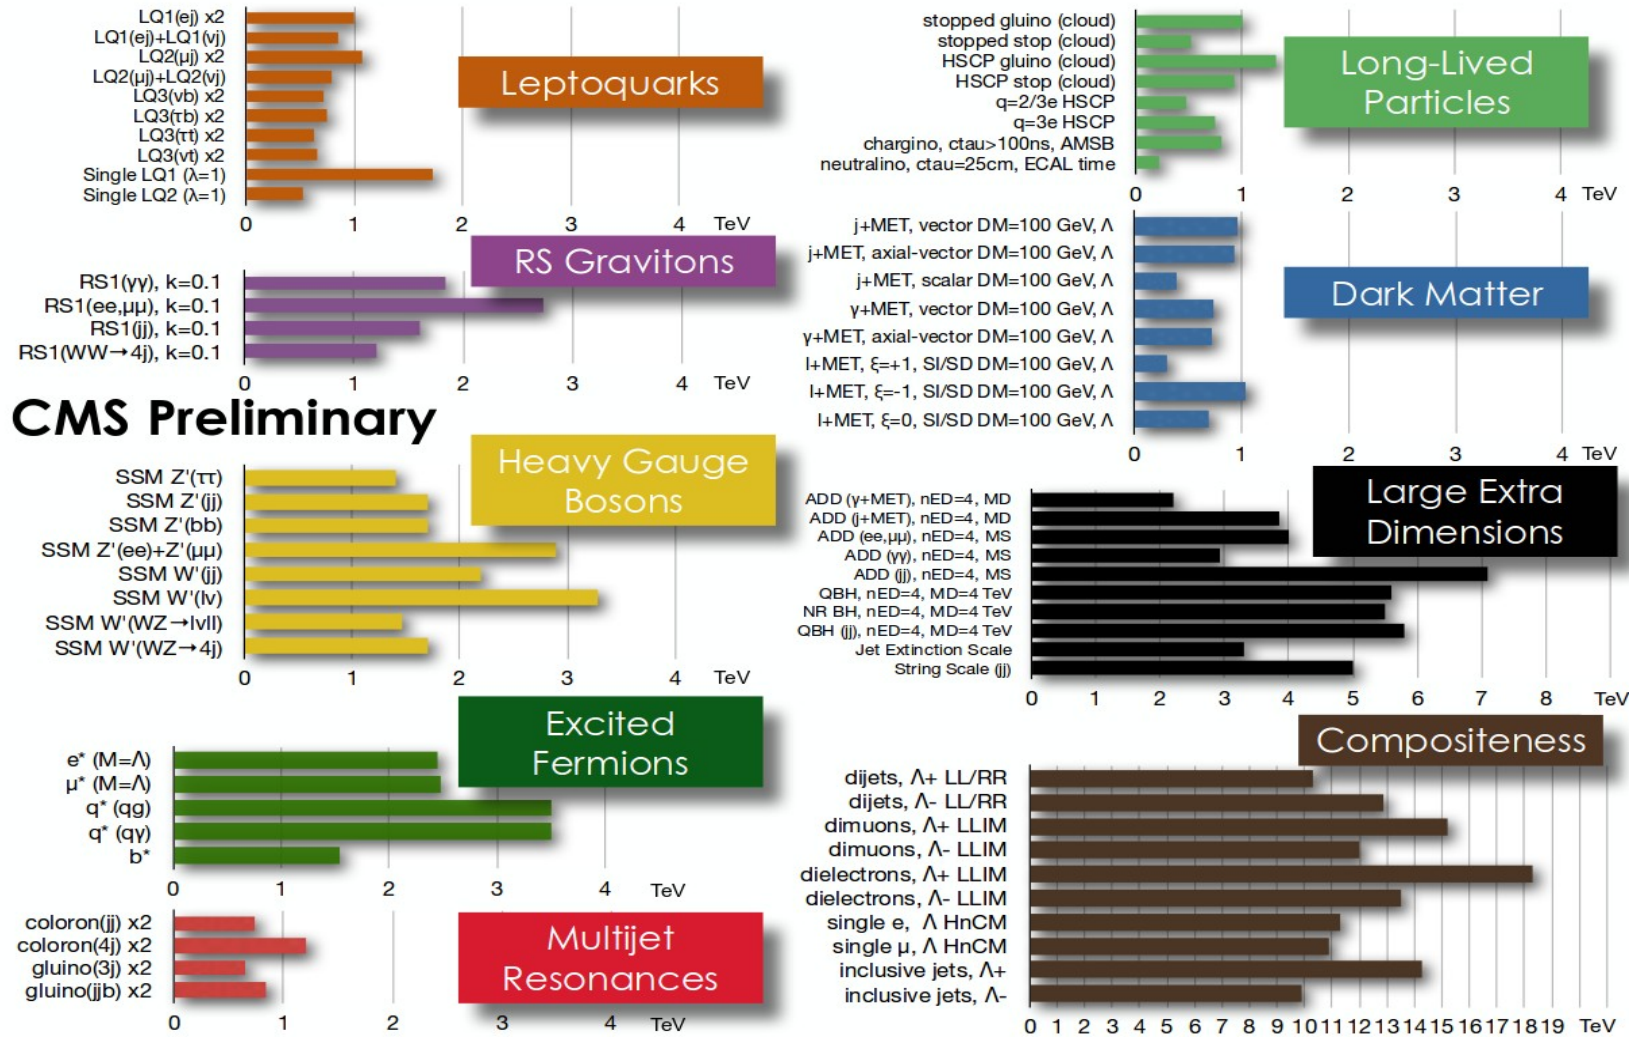 LQ1(ej) x2
LQ1(ej)+LQ1(νj)
LQ2(μj) x2
LQ2(μj)+LQ2(νj)
LQ3(νb) x2
LQ3(τb) x2
LQ3(τt) x2
LQ3(νt) x2
Single LQ1 (λ=1)
Single LQ2 (λ=1)
0 1 2 3 4 TeV
Leptoquarks
RS Gravitons
RS1(γγ), k=0.1
RS1(ee,μμ), k=0.1
RS1(jj), k=0.1
RS1(WW→4j), k=0.1
0 1 2 3 4 TeV
CMS Preliminary
Heavy Gauge
Bosons
SSM Z'(ττ)
SSM Z'(jj)
SSM Z'(bb)
SSM Z'(ee)+Z'(μμ)
SSM W'(jj)
SSM W'(lν)
SSM W'(WZ→lνll)
SSM W'(WZ→4j)
0 1 2 3 4 TeV
Excited
Fermions
e* (M=Λ)
μ* (M=Λ)
q* (qg)
q* (qγ)
b*
0 1 2 3 4 TeV
coloron(jj) x2
coloron(4j) x2
gluino(3j) x2
gluino(jjb) x2
0 1 2 3 4 TeV
Multijet
Resonances
stopped gluino (cloud)
stopped stop (cloud)
HSCP gluino (cloud)
HSCP stop (cloud)
q=2/3e HSCP
q=3e HSCP
chargino, ctau>100ns, AMSB
neutralino, ctau=25cm, ECAL time
0 1 2 3 4 TeV
Long-Lived
Particles
j+MET, vector DM=100 GeV, Λ
j+MET, axial-vector DM=100 GeV, Λ
j+MET, scalar DM=100 GeV, Λ
γ+MET, vector DM=100 GeV, Λ
γ+MET, axial-vector DM=100 GeV, Λ
l+MET, ξ=+1, SI/SD DM=100 GeV, Λ
l+MET, ξ=-1, SI/SD DM=100 GeV, Λ
l+MET, ξ=0, SI/SD DM=100 GeV, Λ
0 1 2 3 4 TeV
Dark Matter
Large Extra
Dimensions
ADD (γ+MET), nED=4, MD
ADD (j+MET), nED=4, MD
ADD (ee,μμ), nED=4, MS
ADD (γγ), nED=4, MS
ADD (jj), nED=4, MS
QBH, nED=4, MD=4 TeV
NR BH, nED=4, MD=4 TeV
QBH (jj), nED=4, MD=4 TeV
Jet Extinction Scale
String Scale (jj)
0 1 2 3 4 5 6 7 8 TeV
Compositeness
dijets, Λ+ LL/RR
dijets, Λ- LL/RR
dimuons, Λ+ LLIM
dimuons, Λ- LLIM
dielectrons, Λ+ LLIM
dielectrons, Λ- LLIM
single e, Λ HnCM
single μ, Λ HnCM
inclusive jets, Λ+
inclusive jets, Λ-
0 1 2 3 4 5 6 7 8 9 10 11 12 13 14 15 16 17 18 19 TeV